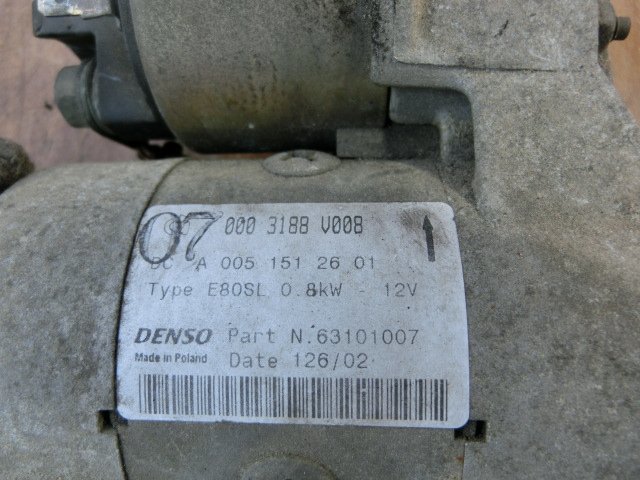 07 000 3188 V008
A 005 151 26 01
Type E80SL 0.8kW - 12V
DENSO Part N.63101007
Made in Poland Date 126/02